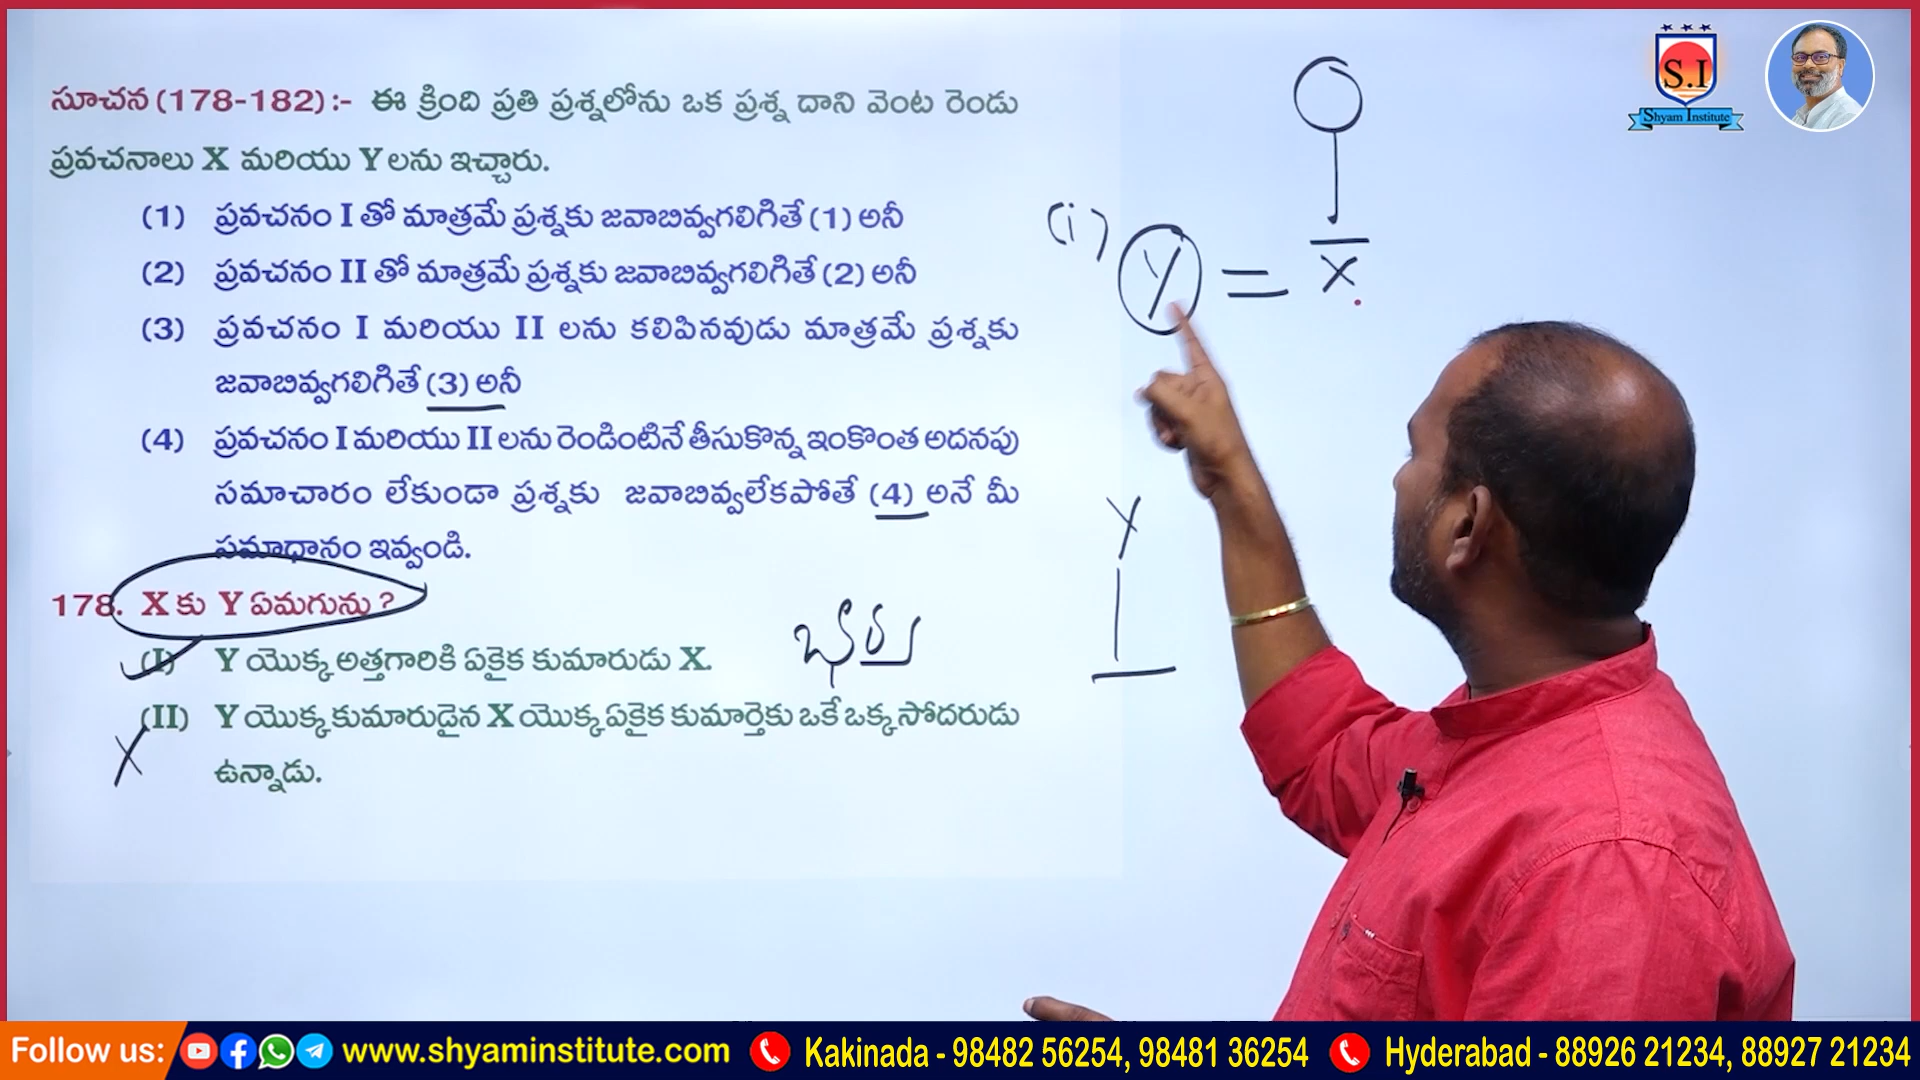 సూచన (178-182) :- ఈ క్రింది ప్రతి ప్రశ్నలోను ఒక ప్రశ్న దాని వెంట రెండు
ప్రవచనాలు X మరియు Y లను ఇచ్చారు.
(1) ప్రవచనం I తో మాత్రమే ప్రశ్నకు జవాబివ్వగలిగితే (1) అనీ
(2) ప్రవచనం II తో మాత్రమే ప్రశ్నకు జవాబివ్వగలిగితే (2) అనీ
(3) ప్రవచనం I మరియు II లను కలిపినవుడు మాత్రమే ప్రశ్నకు
జవాబివ్వగలిగితే (3) అనీ
(4) ప్రవచనం I మరియు II లను రెండింటినే తీసుకొన్న ఇంకొంత అదనపు
సమాచారం లేకుండా ప్రశ్నకు జవాబివ్వలేకపోతే (4) అనే మీ
సమాధానం ఇవ్వండి.
178. X కు Y ఏమగును ?
(I) Y యొక్క అత్తగారికి ఏకైక కుమారుడు X.
(II) Y యొక్క కుమారుడైన X యొక్క ఏకైక కుమార్తెకు ఒకే ఒక్క సోదరుడు
ఉన్నాడు.
X
(i) Y = X
Y
S.I
Shyam Institute
Follow us: www.shyaminstitute.com Kakinada - 98482 56254, 98481 36254 Hyderabad - 88926 21234, 88927 21234